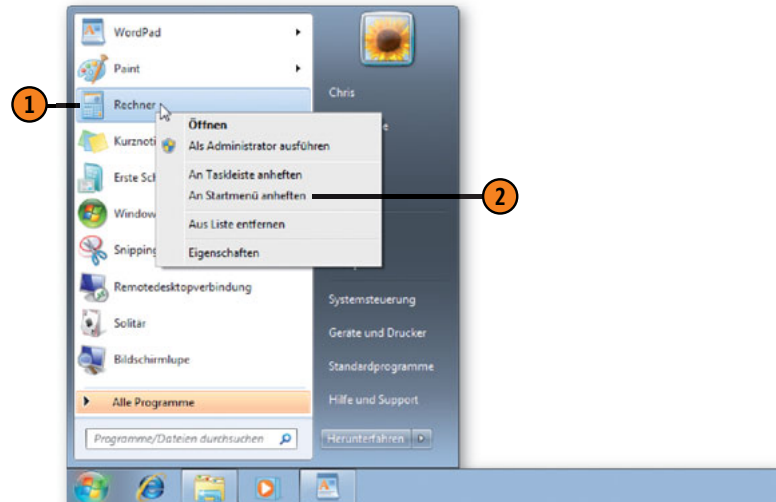 WordPad
Paint
Rechner
Kurznoti
Erste Sch
Window
Snipping
Remotedesktopverbindung
Solitär
Bildschirmlupe
Alle Programme
Programme/Dateien durchsuchen
Öffnen
Als Administrator ausführen
An Taskleiste anheften
An Startmenü anheften
Aus Liste entfernen
Eigenschaften
Chris
e
Systemsteuerung
Geräte und Drucker
Standardprogramme
Hilfe und Support
Herunterfahren
1
2